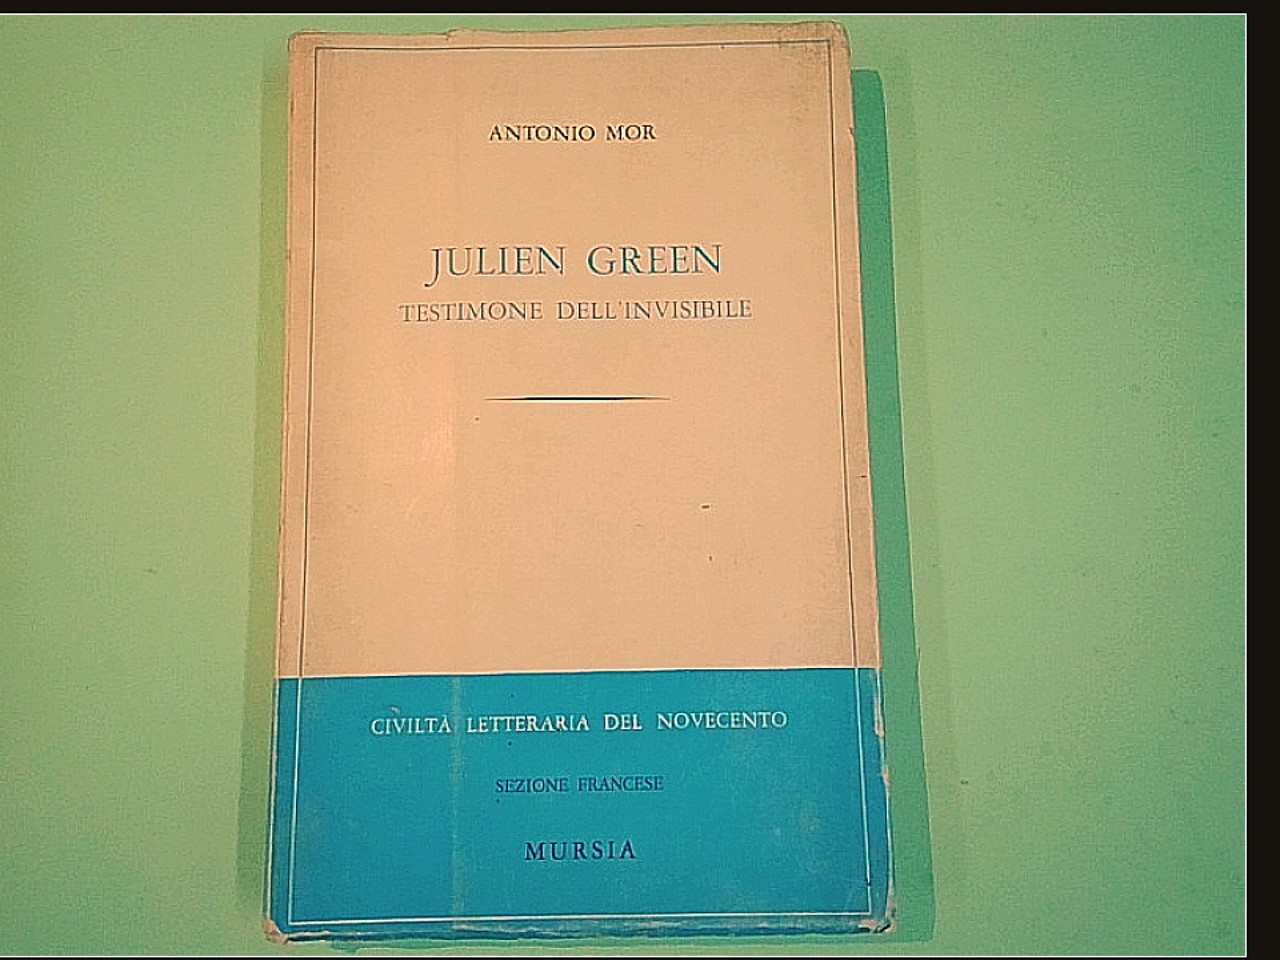 ANTONIO MOR
JULIEN GREEN
TESTIMONE DELL'INVISIBILE
CIVILTÀ LETTERARIA DEL NOVECENTO
SEZIONE FRANCESE
MURSIA